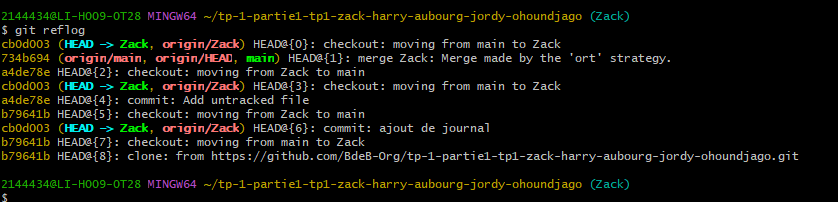 2144434@LI-H009-OT28 MINGW64 ~/tp-1-partie1-tp1-zack-harry-aubourg-jordy-ohoundjago (Zack)
$ git reflog
cb0d003 (HEAD -> Zack, origin/Zack) HEAD@{0}: checkout: moving from main to Zack
734b694 (origin/main, origin/HEAD, main) HEAD@{1}: merge Zack: Merge made by the 'ort' strategy.
a4de78e HEAD@{2}: checkout: moving from Zack to main
cb0d003 (HEAD -> Zack, origin/Zack) HEAD@{3}: checkout: moving from main to Zack
a4de78e HEAD@{4}: commit: Add untracked file
b79641b HEAD@{5}: checkout: moving from Zack to main
cb0d003 (HEAD -> Zack, origin/Zack) HEAD@{6}: commit: ajout de journal
b79641b HEAD@{7}: checkout: moving from main to Zack
b79641b HEAD@{8}: clone: from https://github.com/BdeB-Org/tp-1-partie1-tp1-zack-harry-aubourg-jordy-ohoundjago.git
2144434@LI-H009-OT28 MINGW64 ~/tp-1-partie1-tp1-zack-harry-aubourg-jordy-ohoundjago (Zack)
$